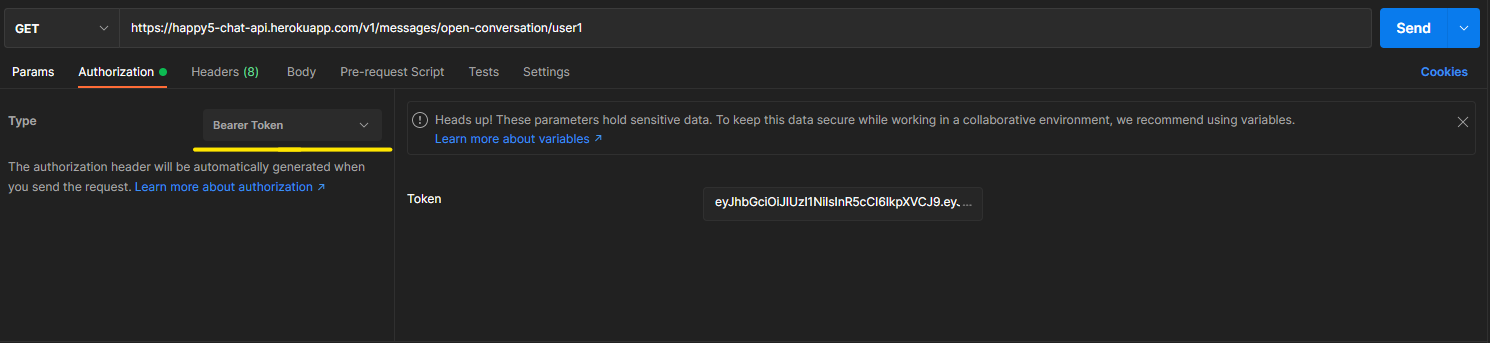 GET https://happy5-chat-api.herokuapp.com/v1/messages/open-conversation/user1 Send
Params Authorization Headers (8) Body Pre-request Script Tests Settings Cookies
Type Bearer Token
The authorization header will be automatically generated when
you send the request. Learn more about authorization ↗
Heads up! These parameters hold sensitive data. To keep this data secure while working in a collaborative environment, we recommend using variables.
Learn more about variables ↗
Token eyJhbGciOiJIUzI1NiIsInR5cCI6IkpXVCJ9.eyJ ...